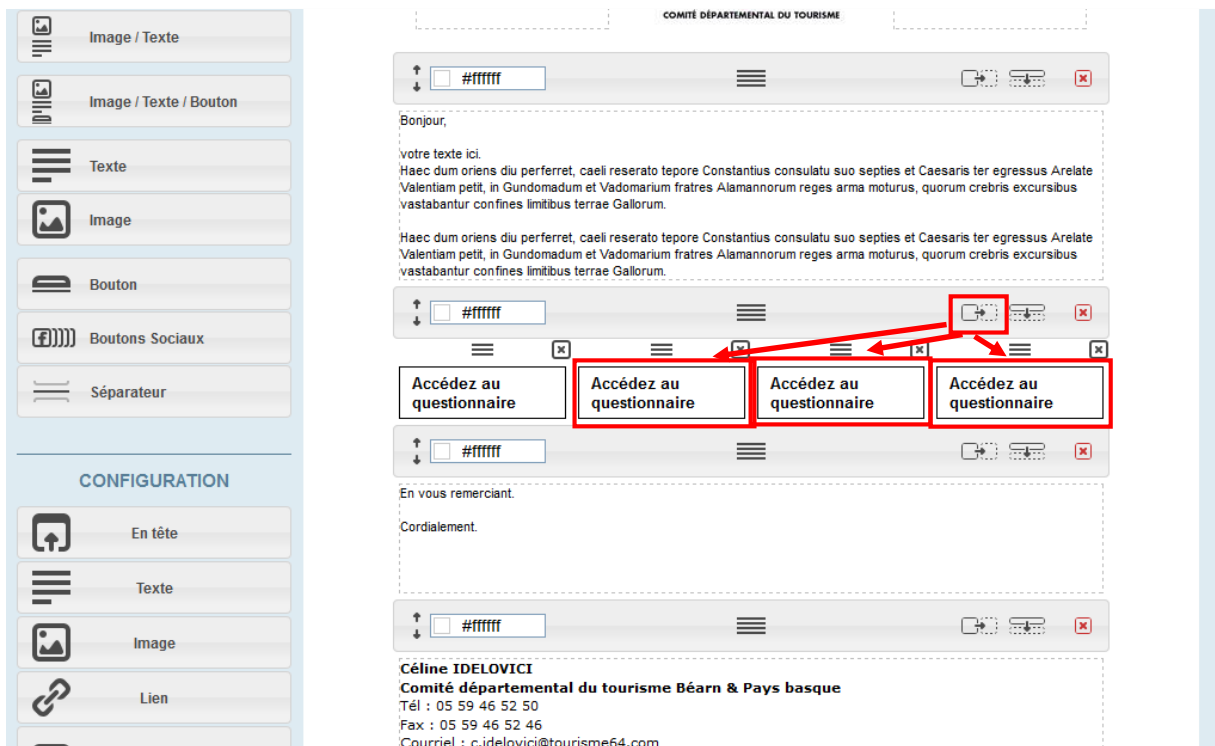 Image / Texte
Image / Texte / Bouton
Texte
Image
Bouton
Boutons Sociaux
Séparateur
CONFIGURATION
En tête
Texte
Image
Lien
COMITÉ DÉPARTEMENTAL DU TOURISME
#ffffff
Bonjour,
votre texte ici.
Haec dum oriens diu perferret, caeli reserato tepore Constantius consulatu suo septies et Caesaris ter egressus Arelate
Valentiam petit, in Gundomadum et Vadomarium fratres Alamannorum reges arma moturus, quorum crebris excursibus
vastabantur confines limitibus terrae Gallorum.
Haec dum oriens diu perferret, caeli reserato tepore Constantius consulatu suo septies et Caesaris ter egressus Arelate
Valentiam petit, in Gundomadum et Vadomarium fratres Alamannorum reges arma moturus, quorum crebris excursibus
vastabantur confines limitibus terrae Gallorum.
#ffffff
Accédez au
questionnaire
Accédez au
questionnaire
Accédez au
questionnaire
Accédez au
questionnaire
#ffffff
En vous remerciant.
Cordialement.
#ffffff
Céline IDELOVICI
Comité départemental du tourisme Béarn & Pays basque
Tél : 05 59 46 52 50
Fax : 05 59 46 52 46
Courriel : c.idelovici@tourisme64.com